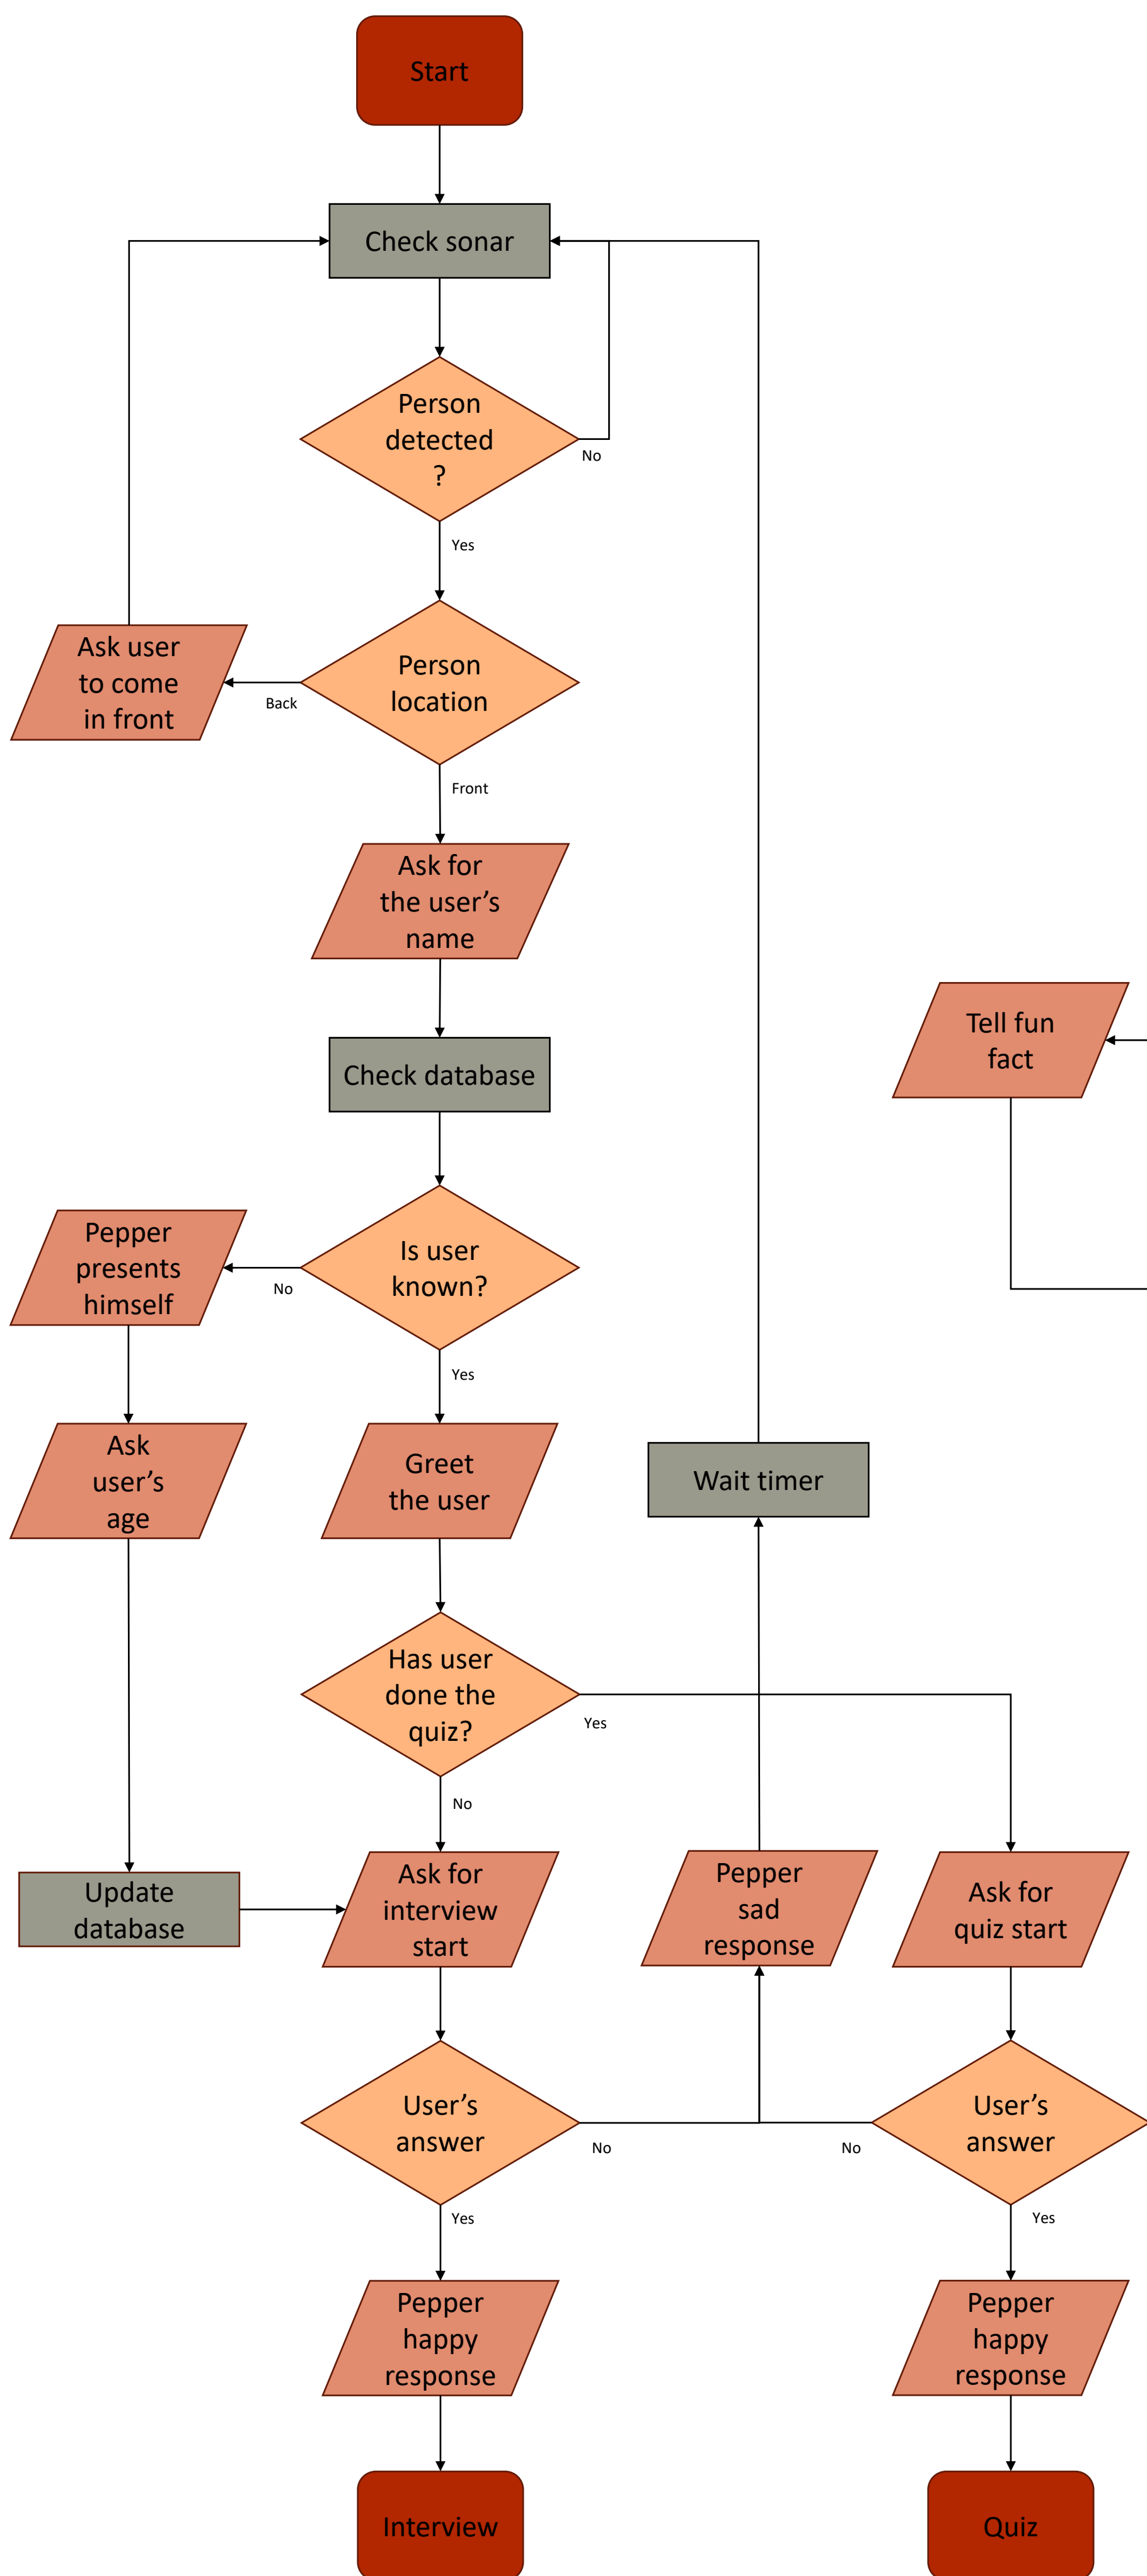 Start
Check sonar
Person
detected
?
No
Yes
Ask user
to come
in front
Back
Person
location
Front
Ask for
the user’s
name
Tell fun
fact
Check database
Pepper
presents
himself
No
Is user
known?
Yes
Ask
user’s
age
Greet
the user
Wait timer
Has user
done the
quiz?
Yes
No
Update
database
Ask for
interview
start
Pepper
sad
response
Ask for
quiz start
User’s
answer
No
No
User’s
answer
Yes
Yes
Pepper
happy
response
Pepper
happy
response
Interview
Quiz